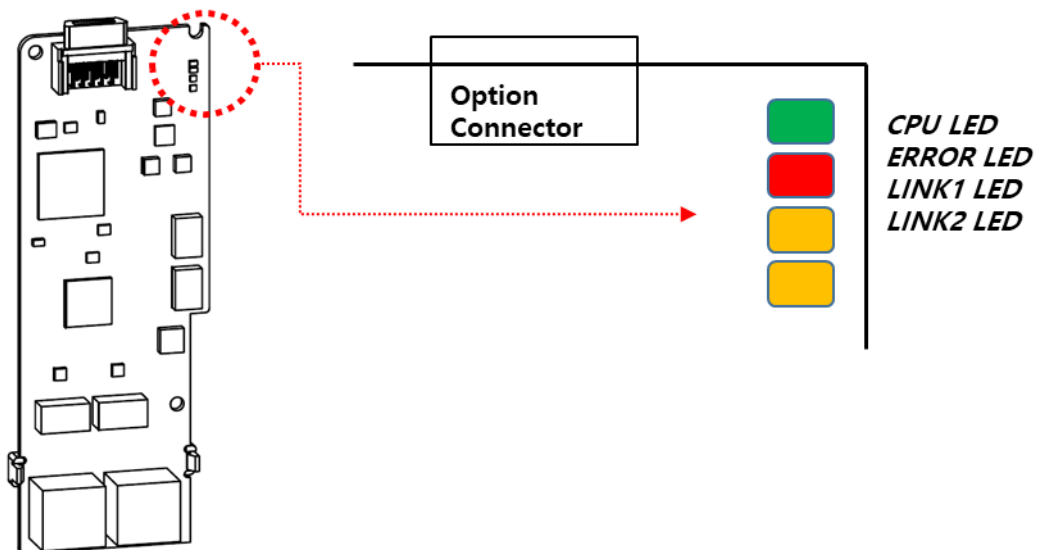 Option
Connector
CPU LED
ERROR LED
LINK1 LED
LINK2 LED